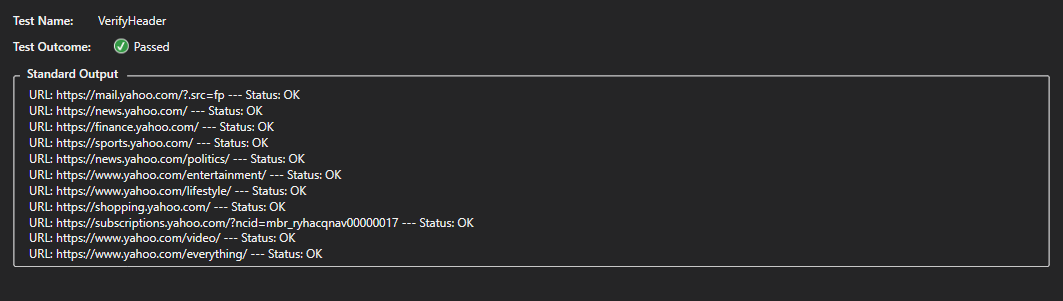 Test Name: VerifyHeader
Test Outcome: Passed
Standard Output
URL: https://mail.yahoo.com/?.src=fp --- Status: OK
URL: https://news.yahoo.com/ --- Status: OK
URL: https://finance.yahoo.com/ --- Status: OK
URL: https://sports.yahoo.com/ --- Status: OK
URL: https://news.yahoo.com/politics/ --- Status: OK
URL: https://www.yahoo.com/entertainment/ --- Status: OK
URL: https://www.yahoo.com/lifestyle/ --- Status: OK
URL: https://shopping.yahoo.com/ --- Status: OK
URL: https://subscriptions.yahoo.com/?ncid=mbr_ryhacqnav00000017 --- Status: OK
URL: https://www.yahoo.com/video/ --- Status: OK
URL: https://www.yahoo.com/everything/ --- Status: OK